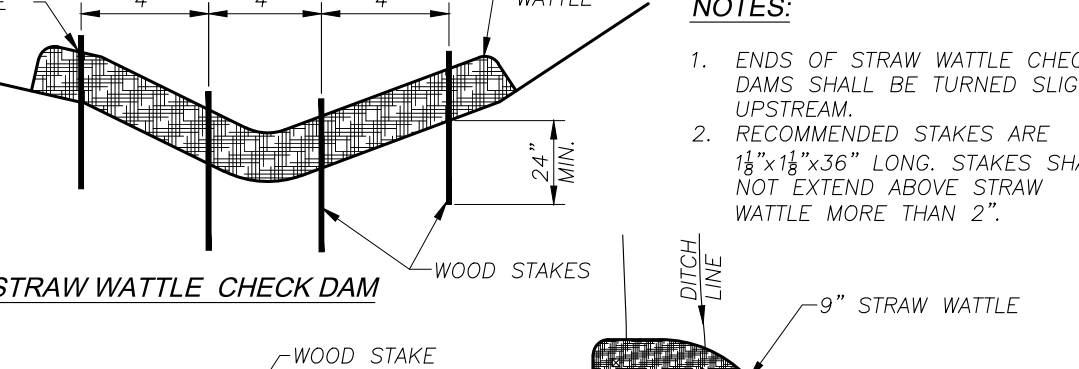 4' 4' 4'
WATTLE
NOTES:
1. ENDS OF STRAW WATTLE CHEC
DAMS SHALL BE TURNED SLIG
UPSTREAM.
2. RECOMMENDED STAKES ARE
1⅛"x1⅛"x36" LONG. STAKES SHA
NOT EXTEND ABOVE STRAW
WATTLE MORE THAN 2".
24"
MIN.
WOOD STAKES
STRAW WATTLE CHECK DAM
DITCH
LINE
9" STRAW WATTLE
WOOD STAKE